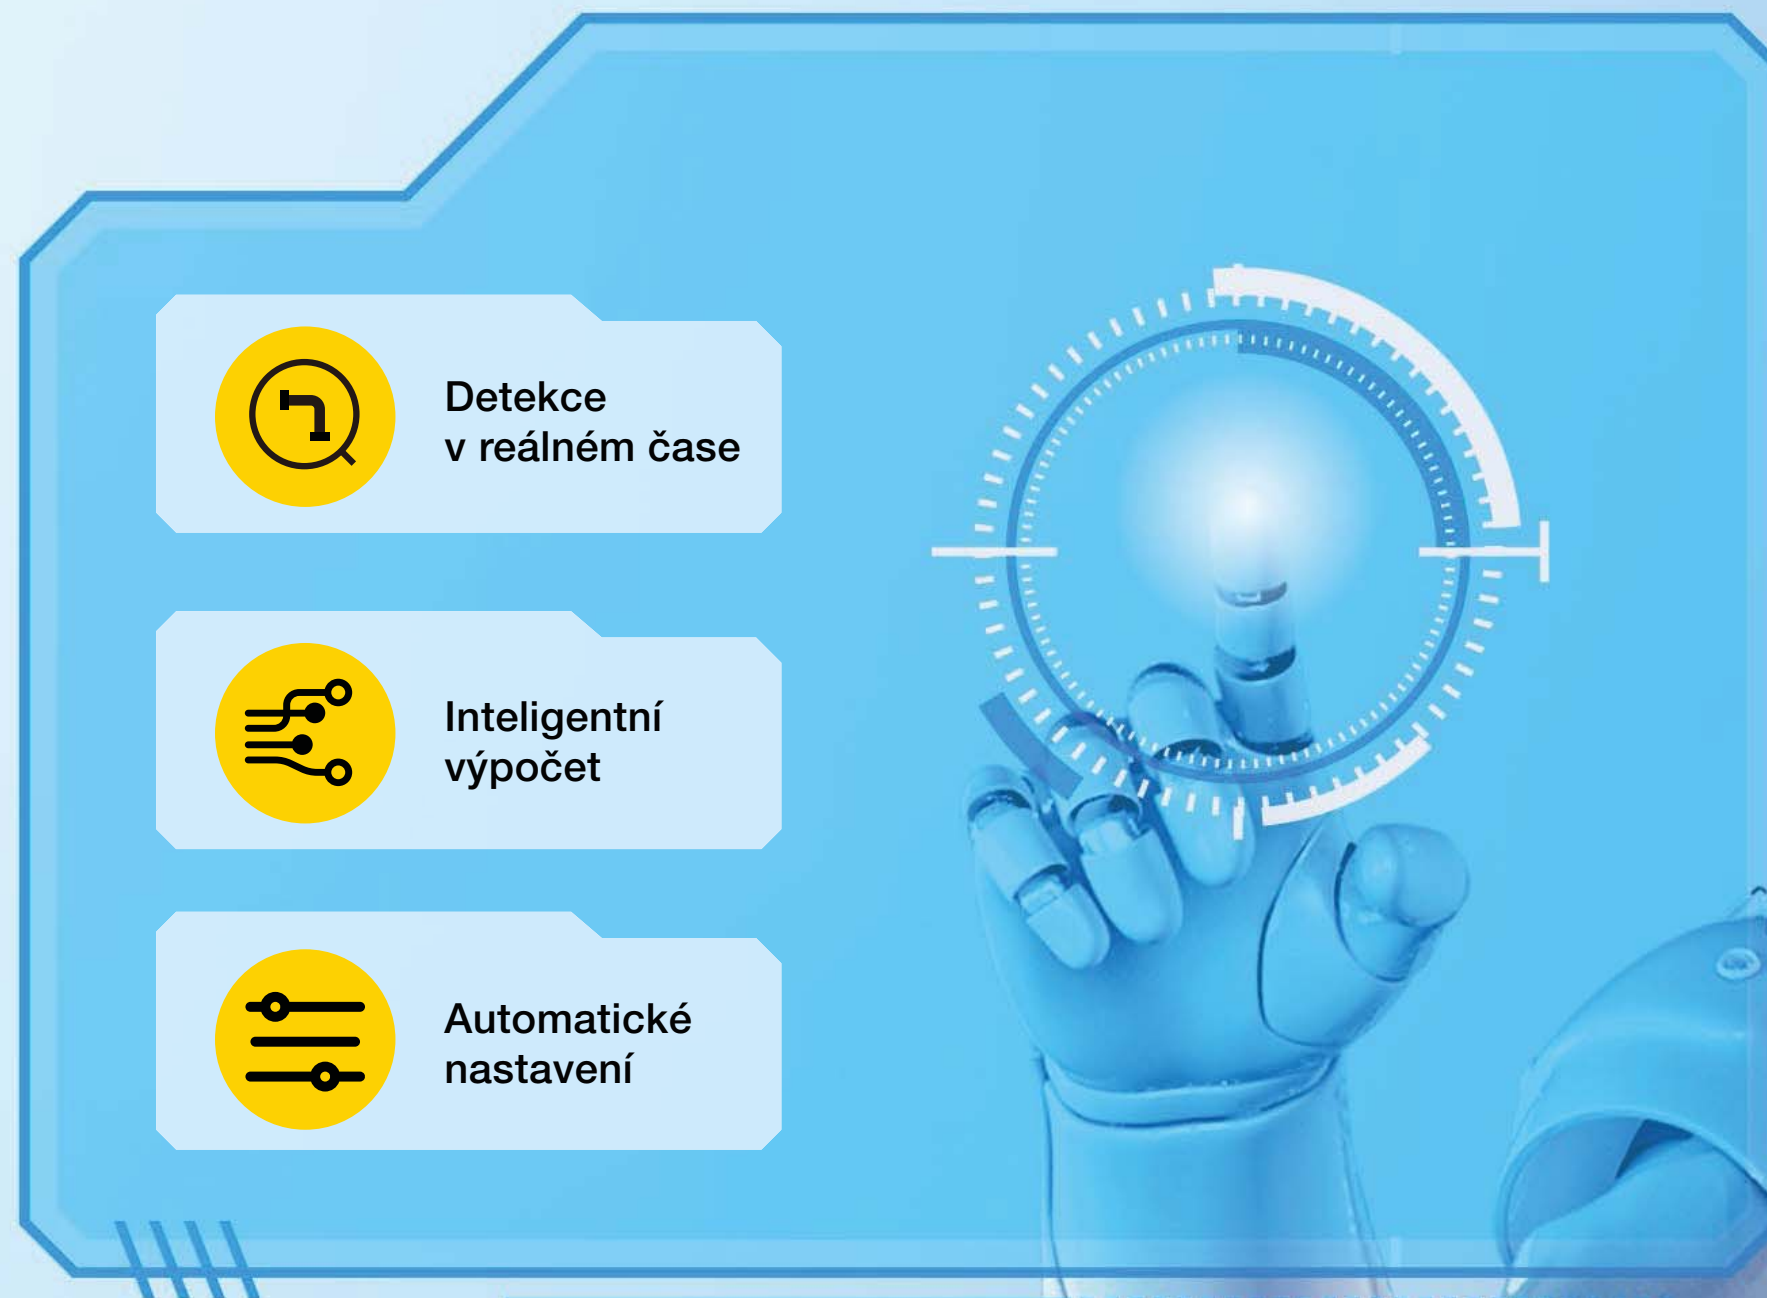 Detekce
v reálném čase
Inteligentní
výpočet
Automatické
nastavení